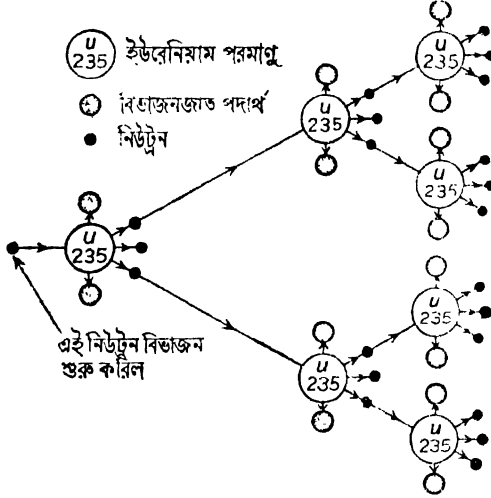 u
235 ইউরেনিয়াম পরমাণু
বিভাজনজাত পদার্থ
নিউট্রন
u
235
u
235
u
235
u
235
এই নিউট্রন বিভাজন
শুরু করিল
u
235
u
235
u
235